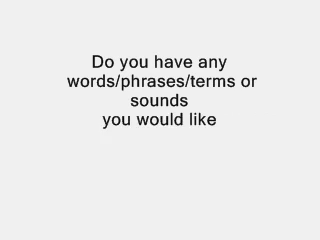 Do you have any
words/phrases/terms or
sounds
you would like